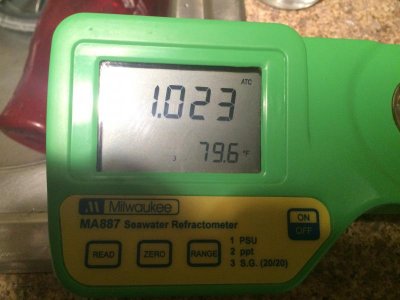 ATC
1.023
3 79.6 °F
Milwaukee
MA887 Seawater Refractometer
READ ZERO RANGE
1 PSU
2 ppt
3 S.G. (20/20)
ON
OFF